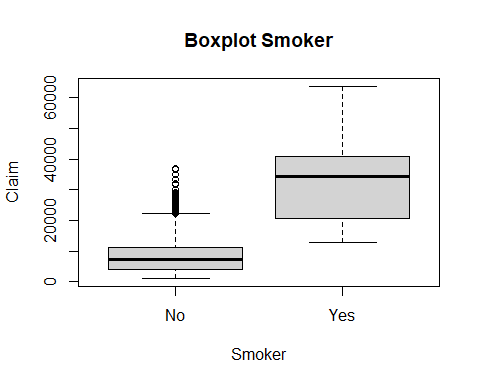 Boxplot Smoker
Claim
60000
40000
20000
0
No
Yes
Smoker